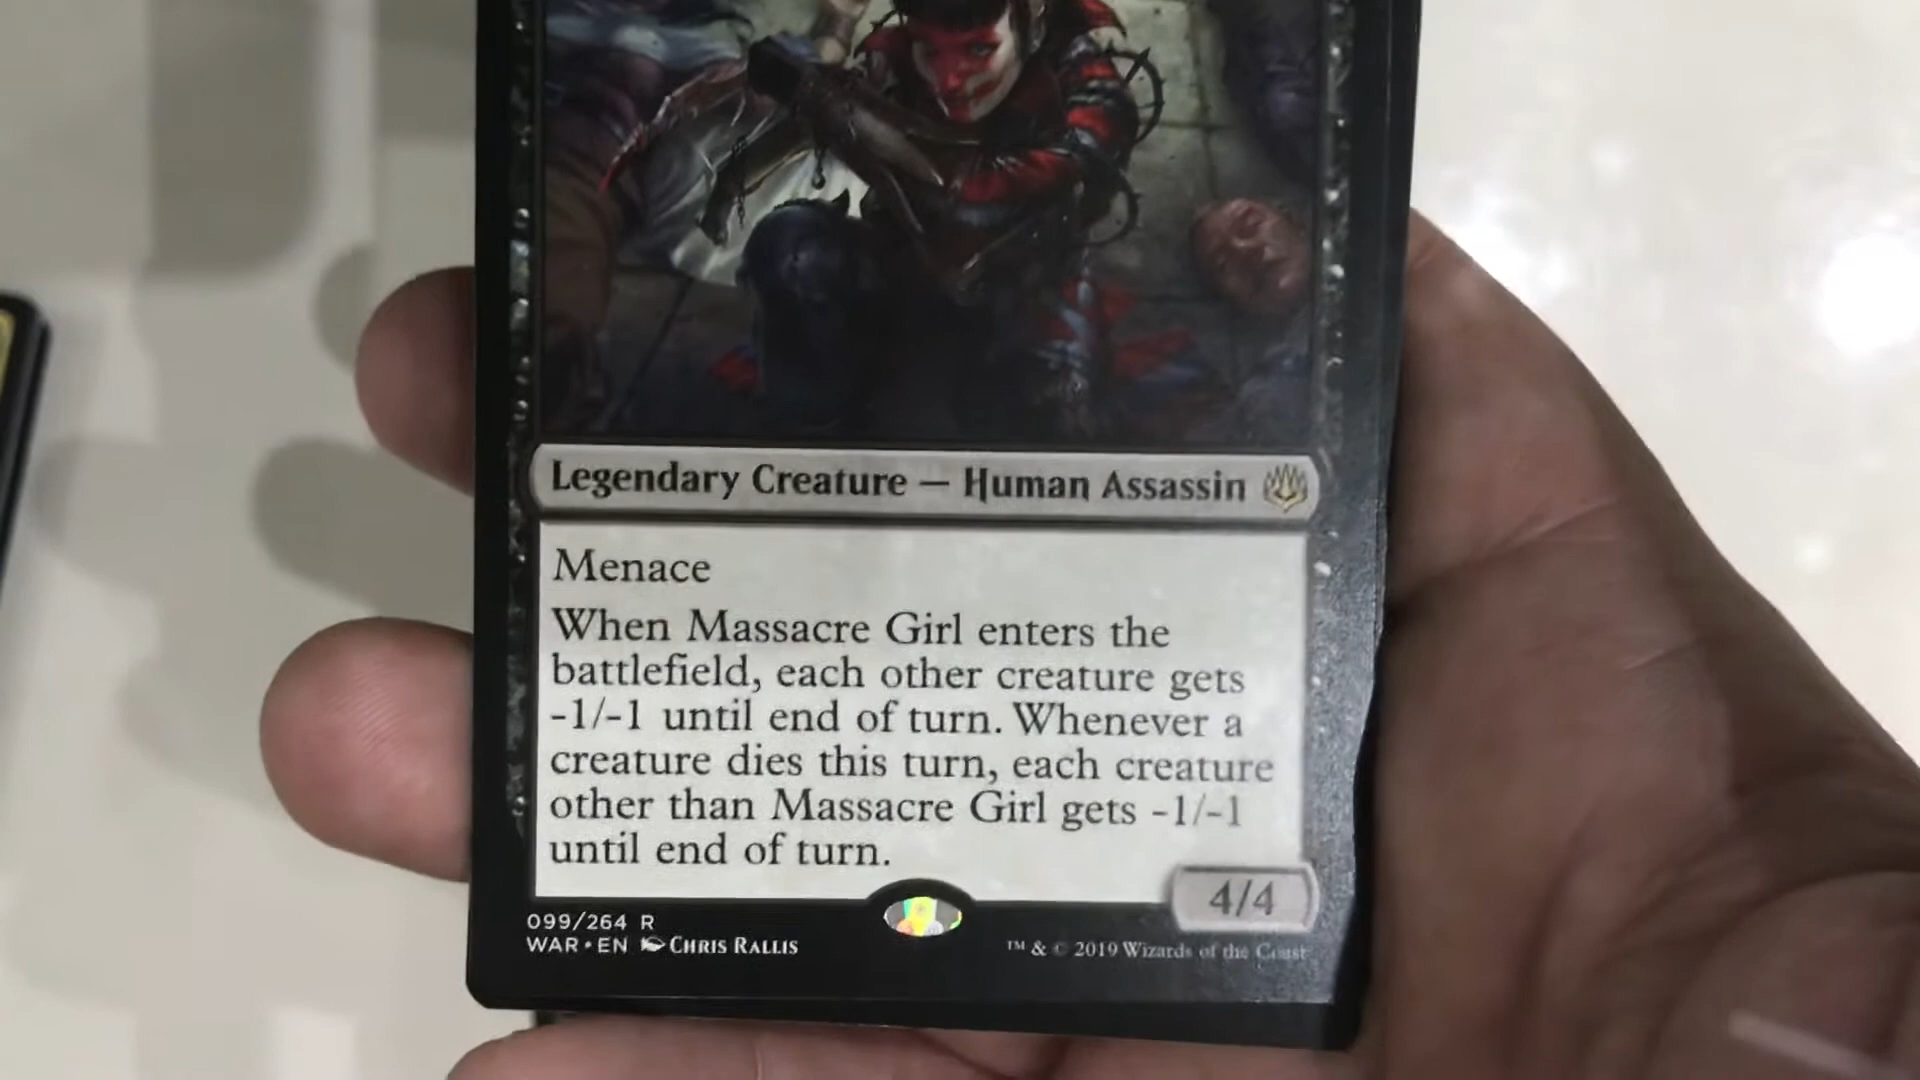 Legendary Creature — Human Assassin
Menace
When Massacre Girl enters the
battlefield, each other creature gets
-1/-1 until end of turn. Whenever a
creature dies this turn, each creature
other than Massacre Girl gets -1/-1
until end of turn.
4/4
099/264 R
WAR • EN Chris Rallis
™ & © 2019 Wizards of the Coast